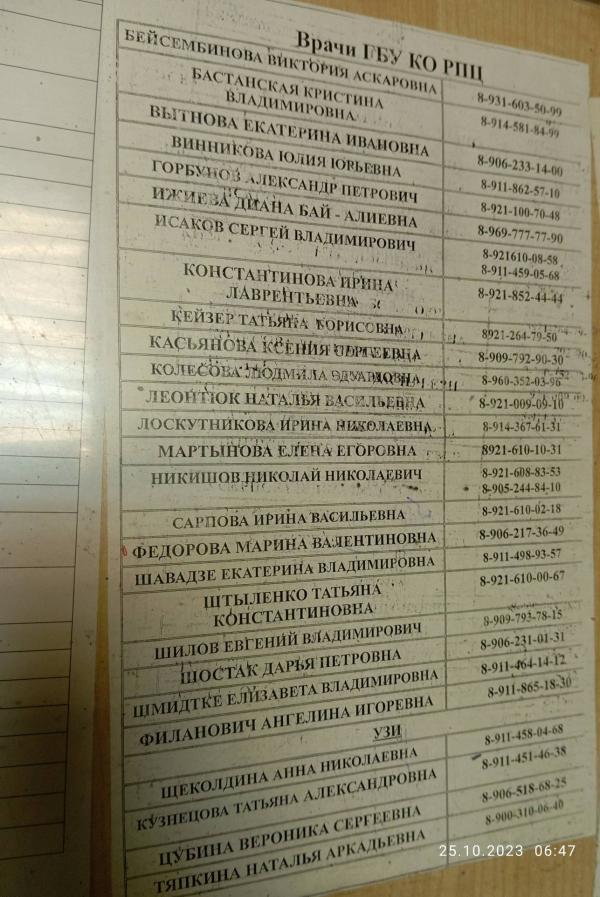 Врачи ГБУ КО РПЦ
БЕЙСЕМБИНОВА ВИКТОРИЯ АСКАРОВНА 8-931-603-50-99
БАСТАНСКАЯ КРИСТИНА 8-914-581-84-99
ВЛАДИМИРОВНА
ВЫТНОВА ЕКАТЕРИНА ИВАНОВНА 8-906-233-14-00
ВИННИКОВА ЮЛИЯ ЮРЬЕВНА 8-911-862-57-10
ГОРБУНОВ АЛЕКСАНДР ПЕТРОВИЧ 8-921-100-70-48
ИЖИЕВА ДИАНА БАЙ - АЛИЕВНА 8-969-777-77-90
ИСАКОВ СЕРГЕЙ ВЛАДИМИРОВИЧ 8-921610-08-58
8-911-459-05-68
КОНСТАНТИНОВА ИРИНА 8-921-852-44-44
ЛАВРЕНТЬЕВНА
КЕЙЗЕР ТАТЬЯНА БОРИСОВНА 8921-264-79-50
КАСЬЯНОВА КСЕНИЯ СЕРГЕЕВНА 8-909-792-90-30
КОЛЕСОВА ЛЮДМИЛА ЭДУАРДОВНА 8-960-352-03-96
ЛЕОНТЮК НАТАЛЬЯ ВАСИЛЬЕВНА 8-921-009-09-10
ЛОСКУТНИКОВА ИРИНА НИКОЛАЕВНА 8-914-367-61-31
МАРТЫНОВА ЕЛЕНА ЕГОРОВНА 8921-610-10-31
НИКИШОВ НИКОЛАЙ НИКОЛАЕВИЧ 8-921-608-83-53
8-905-244-84-10
САРПОВА ИРИНА ВАСИЛЬЕВНА 8-921-610-02-18
ФЕДОРОВА МАРИНА ВАЛЕНТИНОВНА 8-906-217-36-49
ШАВАДЗЕ ЕКАТЕРИНА ВЛАДИМИРОВНА 8-911-498-93-57
ШТЫЛЕНКО ТАТЬЯНА 8-921-610-00-67
КОНСТАНТИНОВНА
ШИЛОВ ЕВГЕНИЙ ВЛАДИМИРОВИЧ 8-909-793-78-15
ШОСТАК ДАРЬЯ ПЕТРОВНА 8-906-231-01-31
ШМИДТКЕ ЕЛИЗАВЕТА ВЛАДИМИРОВНА 8-911-464-14-12
ФИЛАНОВИЧ АНГЕЛИНА ИГОРЕВНА 8-911-865-18-30
УЗИ
ЩЕКОЛДИНА АННА НИКОЛАЕВНА 8-911-458-04-68
КУЗНЕЦОВА ТАТЬЯНА АЛЕКСАНДРОВНА 8-911-451-46-38
ЦУБИНА ВЕРОНИКА СЕРГЕЕВНА 8-906-518-68-25
ТЯПКИНА НАТАЛЬЯ АРКАДЬЕВНА 8-900-310-06-40
25.10.2023 06:47